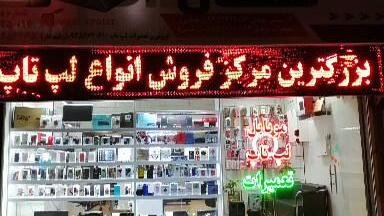 بزرگترین مرکز فروش انواع لپ تاپ
موبایل
لپ تاپ
تعمیرات